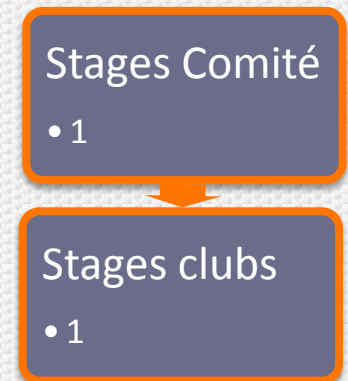 Stages Comité
• 1
Stages clubs
• 1